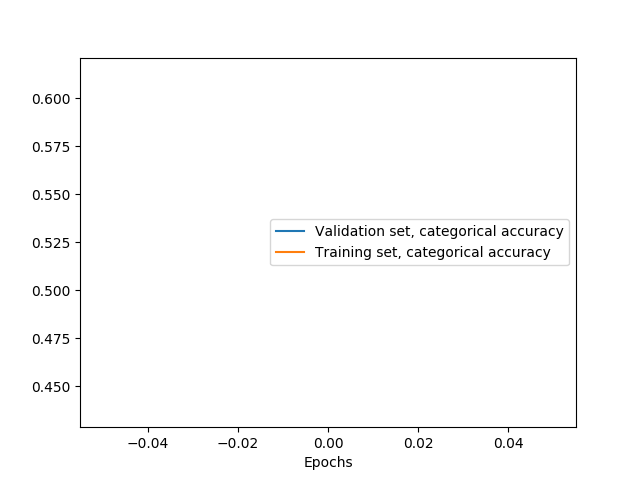 0.600
0.575
0.550
0.525
0.500
0.475
0.450
Validation set, categorical accuracy
Training set, categorical accuracy
−0.04 −0.02 0.00 0.02 0.04
Epochs